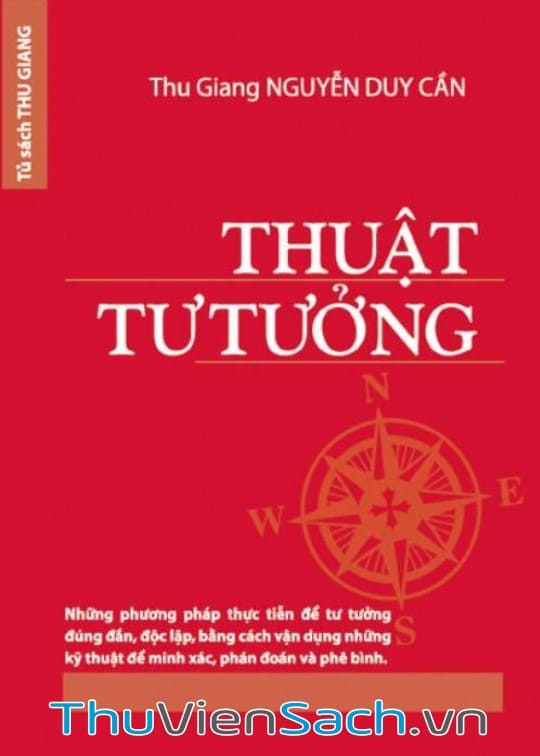 Tủ sách THU GIANG
Thu Giang NGUYỄN DUY CẦN
THUẬT
TƯ TƯỞNG
N
W
E
S
Những phương pháp thực tiễn để tư tưởng
đúng đắn, độc lập, bằng cách vận dụng những
kỹ thuật để minh xác, phán đoán và phê bình.
ThuVienSach.vn